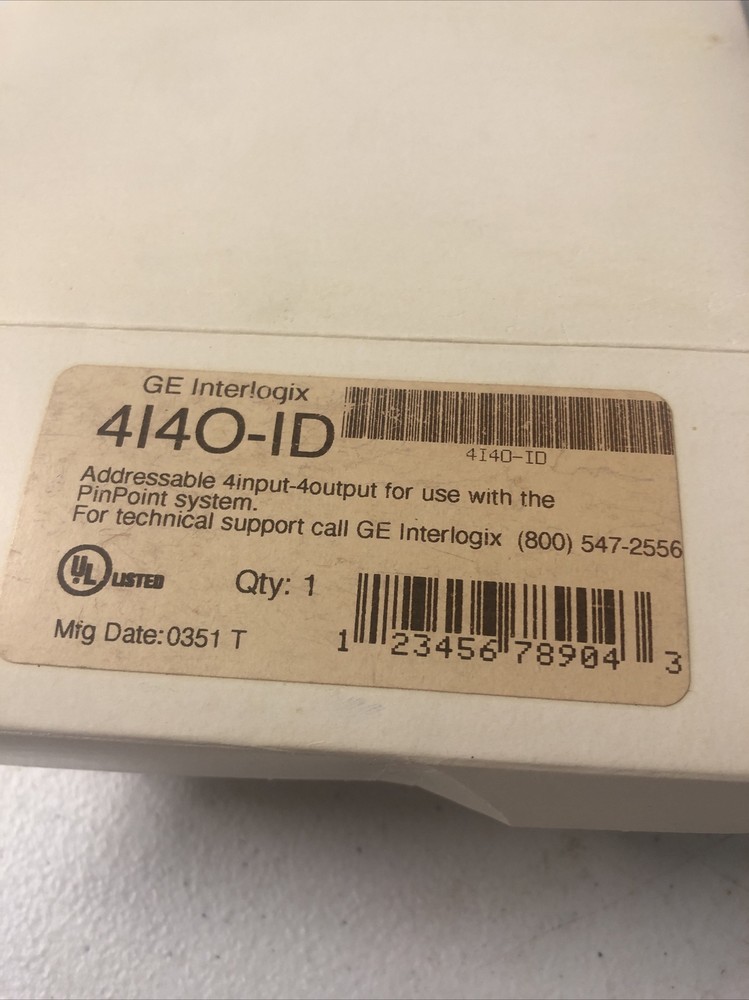 GE Interlogix
4I4O-ID
4I4O-ID
Addressable 4input-4output for use with the
PinPoint system.
For technical support call GE Interlogix (800) 547-2556
UL LISTED
Qty: 1
Mfg Date: 0351 T
1 23456 78904 3